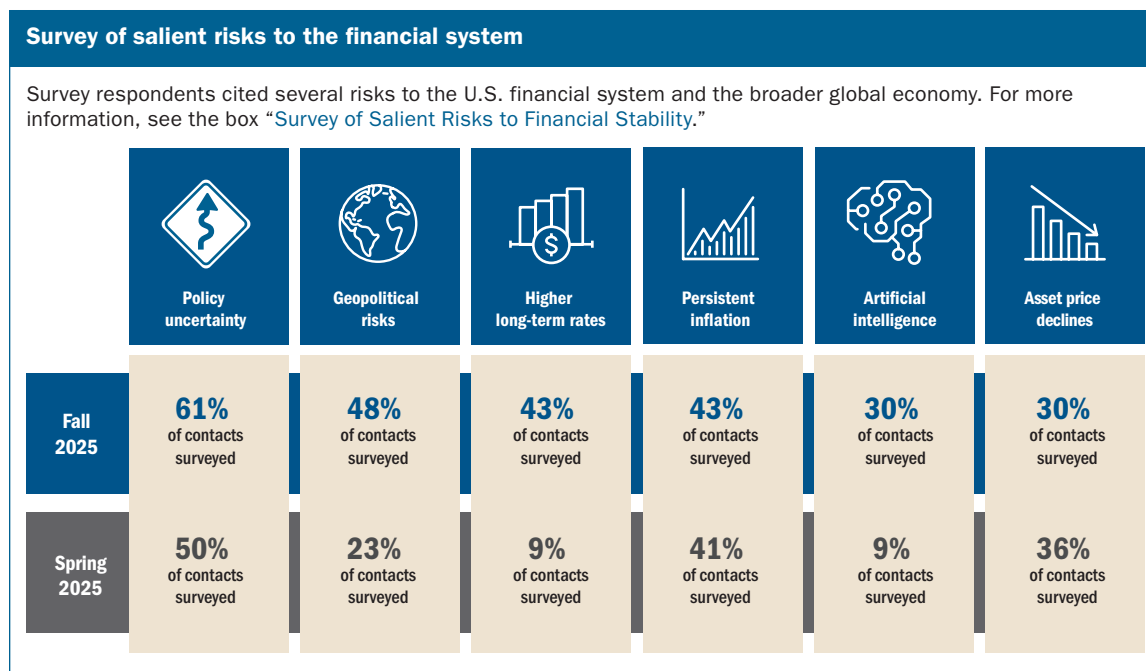 Survey of salient risks to the financial system
Survey respondents cited several risks to the U.S. financial system and the broader global economy. For more
information, see the box “Survey of Salient Risks to Financial Stability.”
$
Policy
uncertainty
Geopolitical
risks
Higher
long-term rates
Persistent
inflation
Artificial
intelligence
Asset price
declines
Fall
2025
61%
of contacts
surveyed
48%
of contacts
surveyed
43%
of contacts
surveyed
43%
of contacts
surveyed
30%
of contacts
surveyed
30%
of contacts
surveyed
Spring
2025
50%
of contacts
surveyed
23%
of contacts
surveyed
9%
of contacts
surveyed
41%
of contacts
surveyed
9%
of contacts
surveyed
36%
of contacts
surveyed